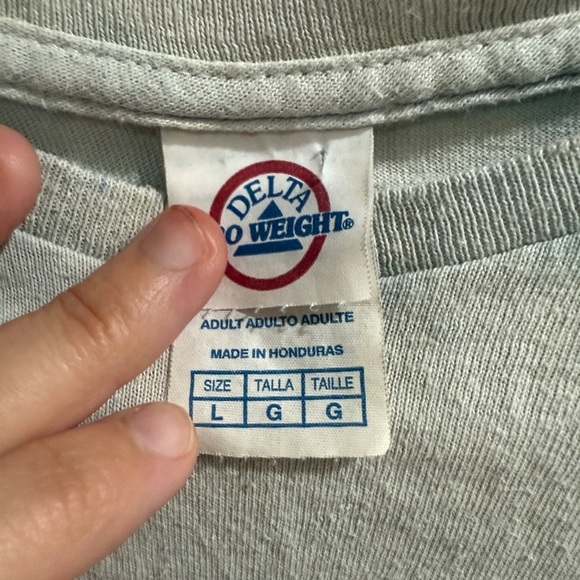 DELTA
O WEIGHT®
ADULT ADULTO ADULTE
MADE IN HONDURAS
SIZE TALLA TAILLE
L G G